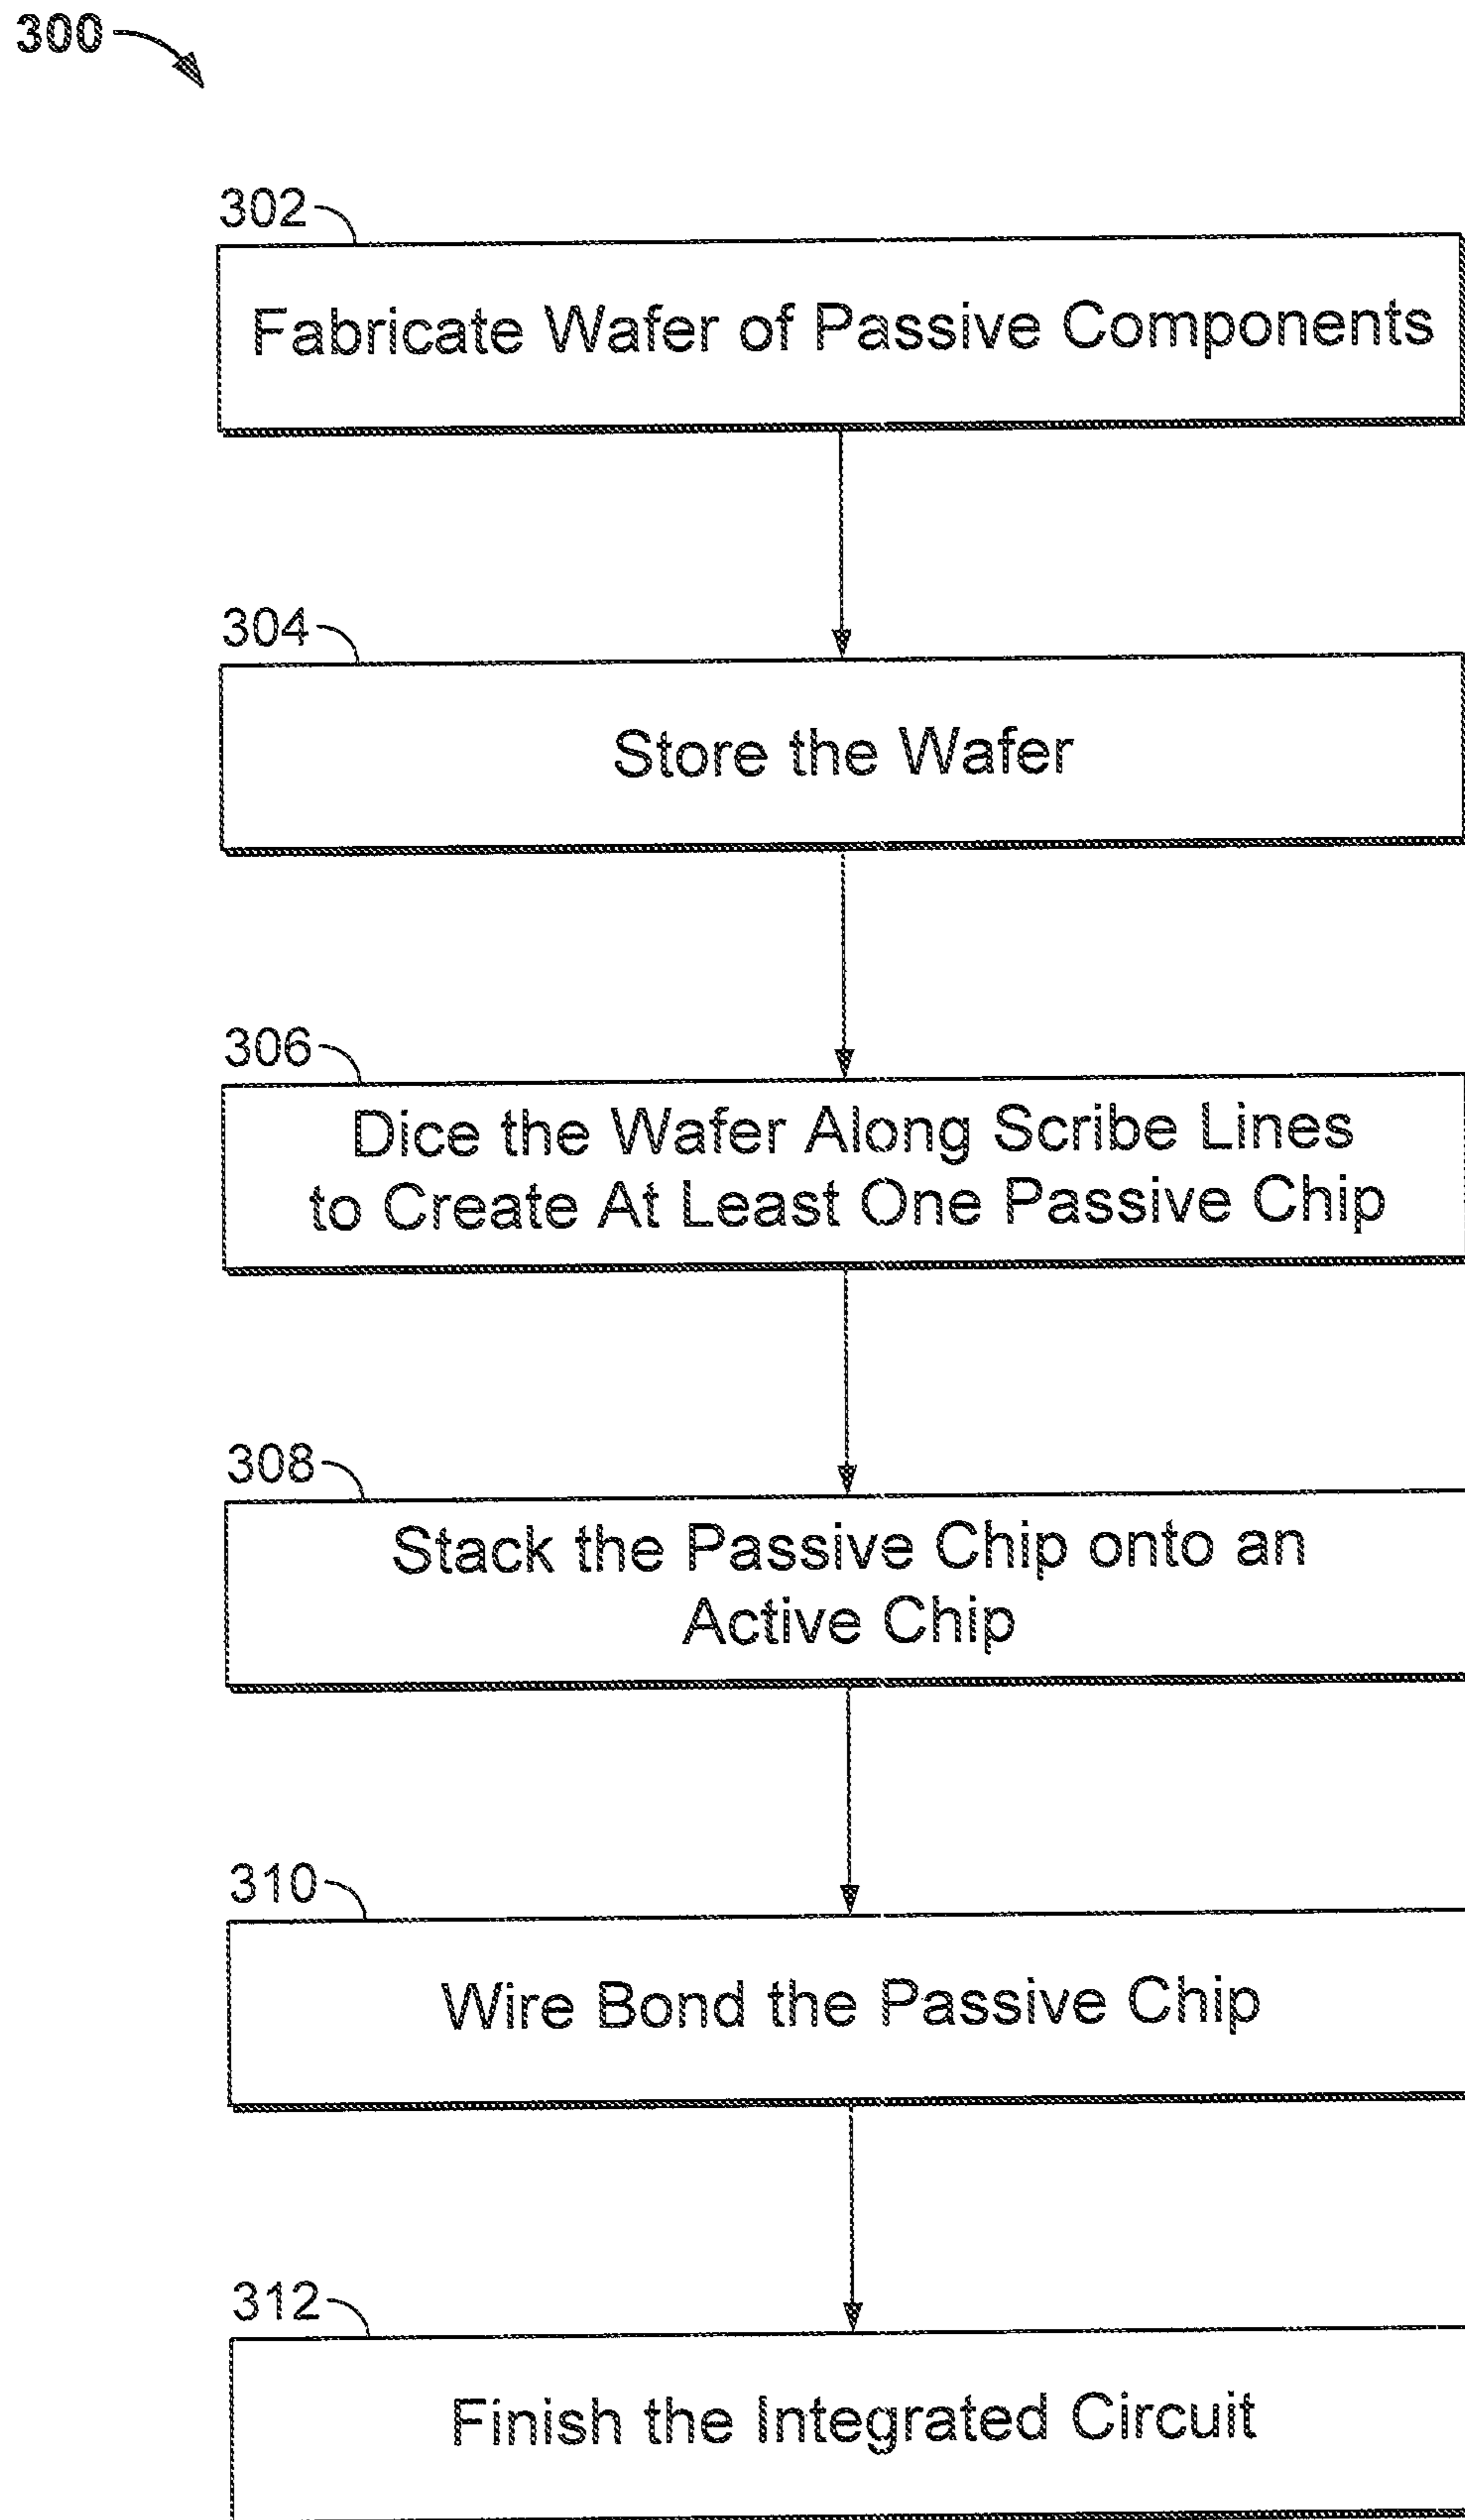 300
302
Fabricate Wafer of Passive Components
304
Store the Wafer
306
Dice the Wafer Along Scribe Lines
to Create At Least One Passive Chip
308
Stack the Passive Chip onto an
Active Chip
310
Wire Bond the Passive Chip
312
Finish the Integrated Circuit